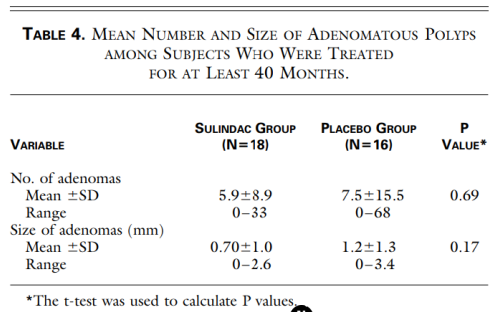 TABLE 4. MEAN NUMBER AND SIZE OF ADENOMATOUS POLYPS
AMONG SUBJECTS WHO WERE TREATED
FOR AT LEAST 40 MONTHS.
VARIABLE SULINDAC GROUP (N=18) PLACEBO GROUP (N=16) P VALUE*
No. of adenomas
Mean ±SD 5.9±8.9 7.5±15.5 0.69
Range 0–33 0–68
Size of adenomas (mm)
Mean ±SD 0.70±1.0 1.2±1.3 0.17
Range 0–2.6 0–3.4
*The t-test was used to calculate P values.